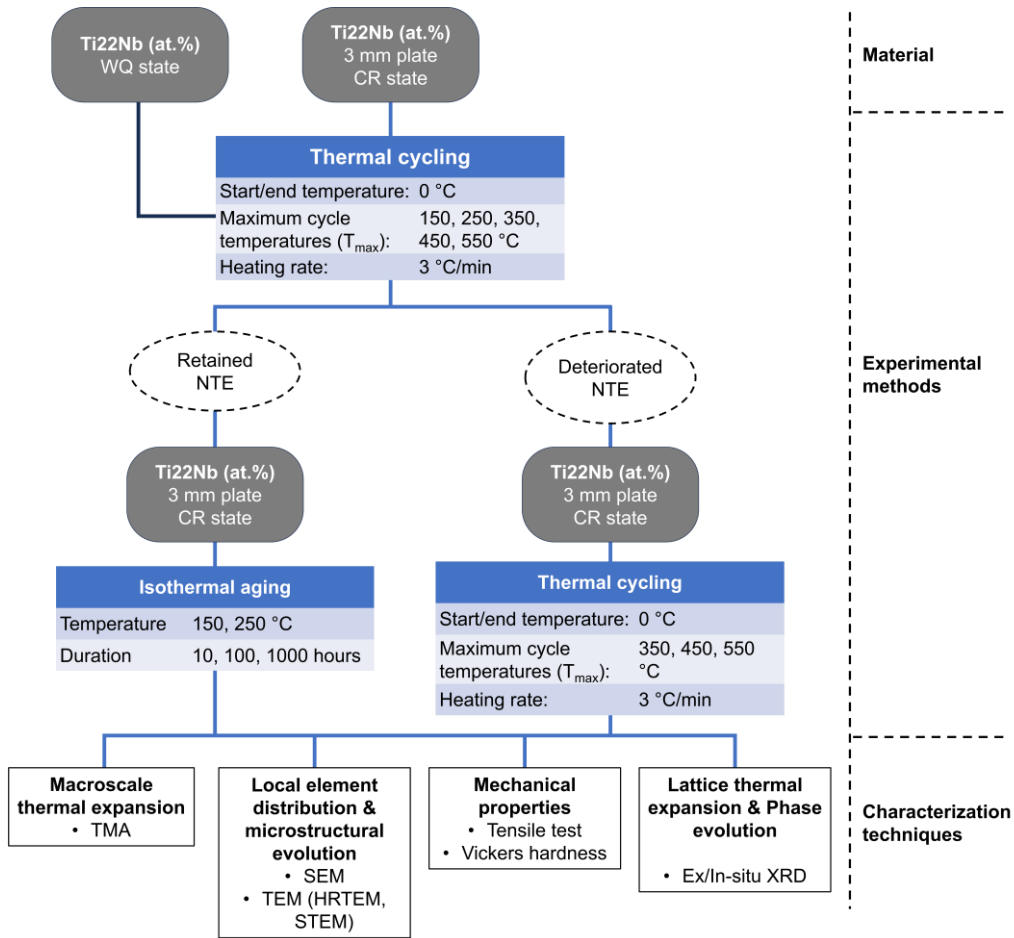 Ti22Nb (at.%)
WQ state
Ti22Nb (at.%)
3 mm plate
CR state
Material
Thermal cycling
Start/end temperature: 0 °C
Maximum cycle temperatures (Tmax): 150, 250, 350, 450, 550 °C
Heating rate: 3 °C/min
Retained
NTE
Deteriorated
NTE
Experimental
methods
Ti22Nb (at.%)
3 mm plate
CR state
Ti22Nb (at.%)
3 mm plate
CR state
Isothermal aging
Temperature 150, 250 °C
Duration 10, 100, 1000 hours
Thermal cycling
Start/end temperature: 0 °C
Maximum cycle temperatures (Tmax): 350, 450, 550 °C
Heating rate: 3 °C/min
Macroscale
thermal expansion
• TMA
Local element
distribution &
microstructural
evolution
• SEM
• TEM (HRTEM,
STEM)
Mechanical
properties
• Tensile test
• Vickers hardness
Lattice thermal
expansion & Phase
evolution
• Ex/In-situ XRD
Characterization
techniques